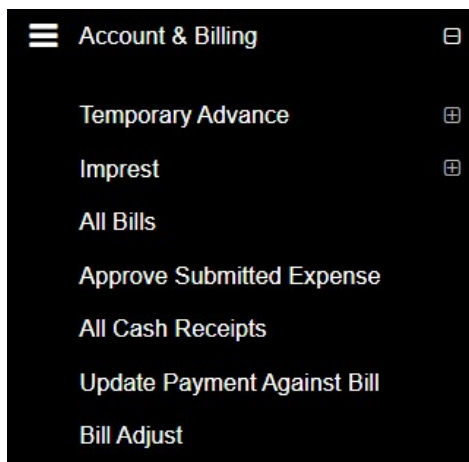 Account & Billing
Temporary Advance
Imprest
All Bills
Approve Submitted Expense
All Cash Receipts
Update Payment Against Bill
Bill Adjust